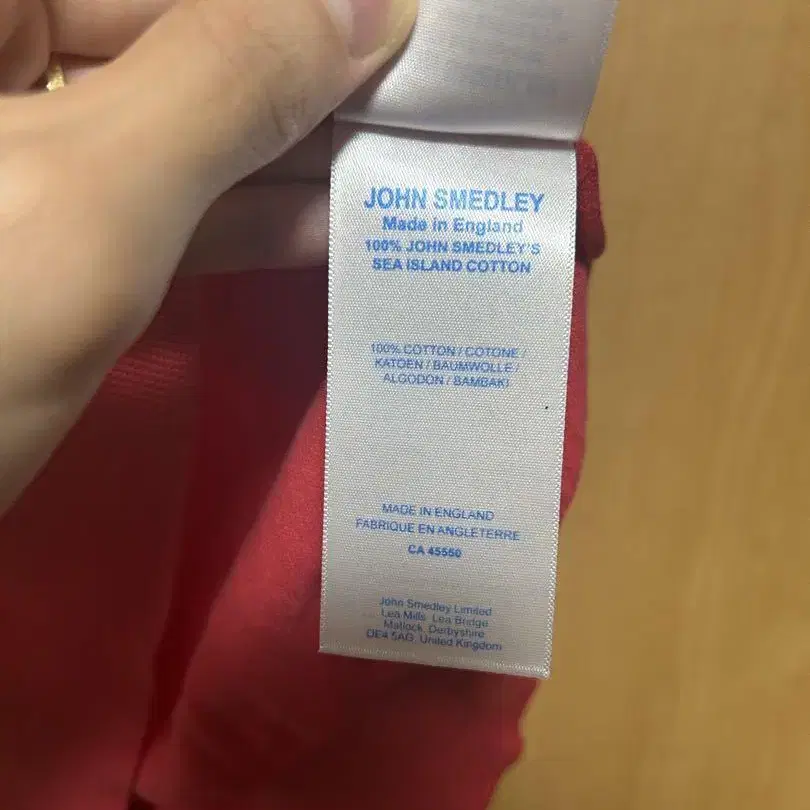 JOHN SMEDLEY
Made in England
100% JOHN SMEDLEY'S
SEA ISLAND COTTON
100% COTTON / COTONE /
KATOEN / BAUMWOLLE /
ALGODON / BAMBAKI
MADE IN ENGLAND
FABRIQUE EN ANGLETERRE
CA 45550
John Smedley Limited
Lea Mills, Lea Bridge
Matlock, Derbyshire
DE4 5AG, United Kingdom